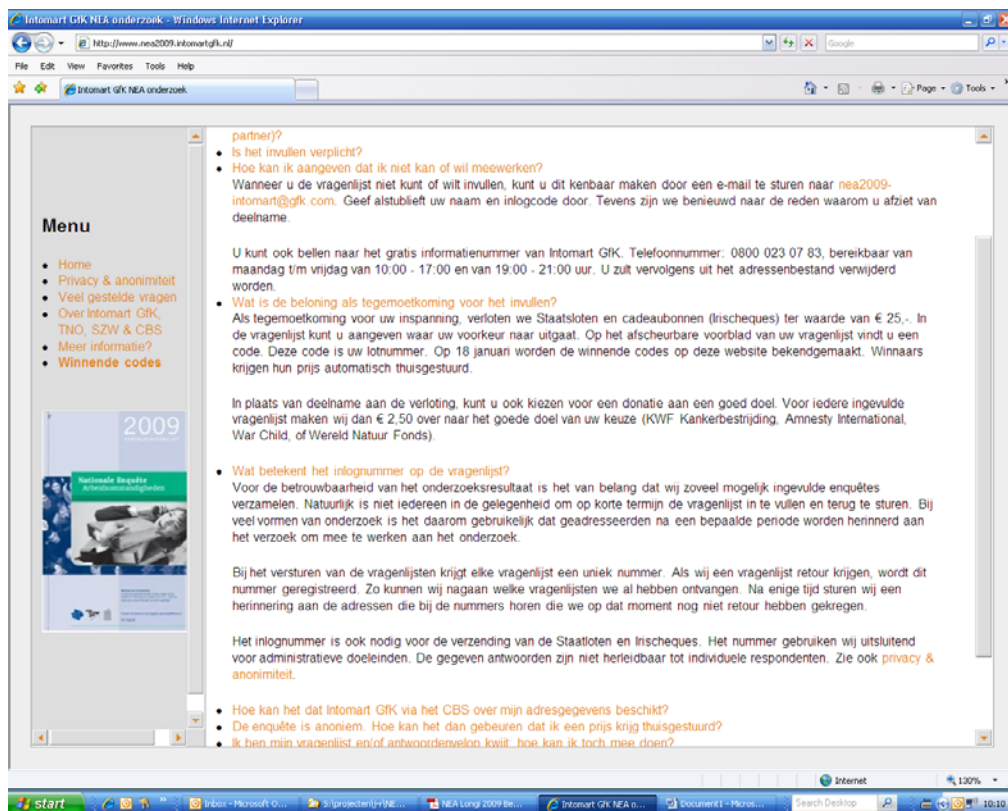 Intomart GfK NEA onderzoek - Windows Internet Explorer
http://www.nea2009.intomartgfk.nl/
Google
File Edit View Favorites Tools Help
Intomart GfK NEA onderzoek
Page Tools
Menu
Home
Privacy & anonimiteit
Veel gestelde vragen
Over Intomart GfK,
TNO, SZW & CBS
Meer informatie?
Winnende codes
2009
Nationale Enquête
Arbeidsomstandigheden
partner)?
Is het invullen verplicht?
Hoe kan ik aangeven dat ik niet kan of wil meewerken?
Wanneer u de vragenlijst niet kunt of wilt invullen, kunt u dit kenbaar maken door een e-mail te sturen naar nea2009-
intomart@gfk.com. Geef alstublieft uw naam en inlogcode door. Tevens zijn we benieuwd naar de reden waarom u afziet van
deelname.
U kunt ook bellen naar het gratis informatienummer van Intomart GfK. Telefoonnummer: 0800 023 07 83, bereikbaar van
maandag t/m vrijdag van 10:00 - 17:00 en van 19:00 - 21:00 uur. U zult vervolgens uit het adressenbestand verwijderd
worden.
Wat is de beloning als tegemoetkoming voor het invullen?
Als tegemoetkoming voor uw inspanning, verloten we Staatsloten en cadeaubonnen (Irischeques) ter waarde van € 25,-. In
de vragenlijst kunt u aangeven waar uw voorkeur naar uitgaat. Op het afscheurbare voorblad van uw vragenlijst vindt u een
code. Deze code is uw lotnummer. Op 18 januari worden de winnende codes op deze website bekendgemaakt. Winnaars
krijgen hun prijs automatisch thuisgestuurd.
In plaats van deelname aan de verloting, kunt u ook kiezen voor een donatie aan een goed doel. Voor iedere ingevulde
vragenlijst maken wij dan € 2,50 over naar het goede doel van uw keuze (KWF Kankerbestrijding, Amnesty International,
War Child, of Wereld Natuur Fonds).
Wat betekent het inlognummer op de vragenlijst?
Voor de betrouwbaarheid van het onderzoeksresultaat is het van belang dat wij zoveel mogelijk ingevulde enquêtes
verzamelen. Natuurlijk is niet iedereen in de gelegenheid om op korte termijn de vragenlijst in te vullen en terug te sturen. Bij
veel vormen van onderzoek is het daarom gebruikelijk dat geadresseerden na een bepaalde periode worden herinnerd aan
het verzoek om mee te werken aan het onderzoek.
Bij het versturen van de vragenlijsten krijgt elke vragenlijst een uniek nummer. Als wij een vragenlijst retour krijgen, wordt dit
nummer geregistreerd. Zo kunnen wij nagaan welke vragenlijsten we al hebben ontvangen. Na enige tijd sturen wij een
herinnering aan de adressen die bij de nummers horen die we op dat moment nog niet retour hebben gekregen.
Het inlognummer is ook nodig voor de verzending van de Staatloten en Irischeques. Het nummer gebruiken wij uitsluitend
voor administratieve doeleinden. De gegeven antwoorden zijn niet herleidbaar tot individuele respondenten. Zie ook privacy &
anonimiteit.
Hoe kan het dat Intomart GfK via het CBS over mijn adresgegevens beschikt?
De enquête is anoniem. Hoe kan het dan gebeuren dat ik een prijs krijg thuisgestuurd?
Ik ben mijn vragenlijst en/of antwoordenvelop kwijt; hoe kan ik toch mee doen?
Internet 130%
start Inbox - Microsoft O... S:\projecten\j-r\NE... NEA Longi 2009 Be... Intomart GfK NEA o... Document1 - Micros... Search Desktop 10:10